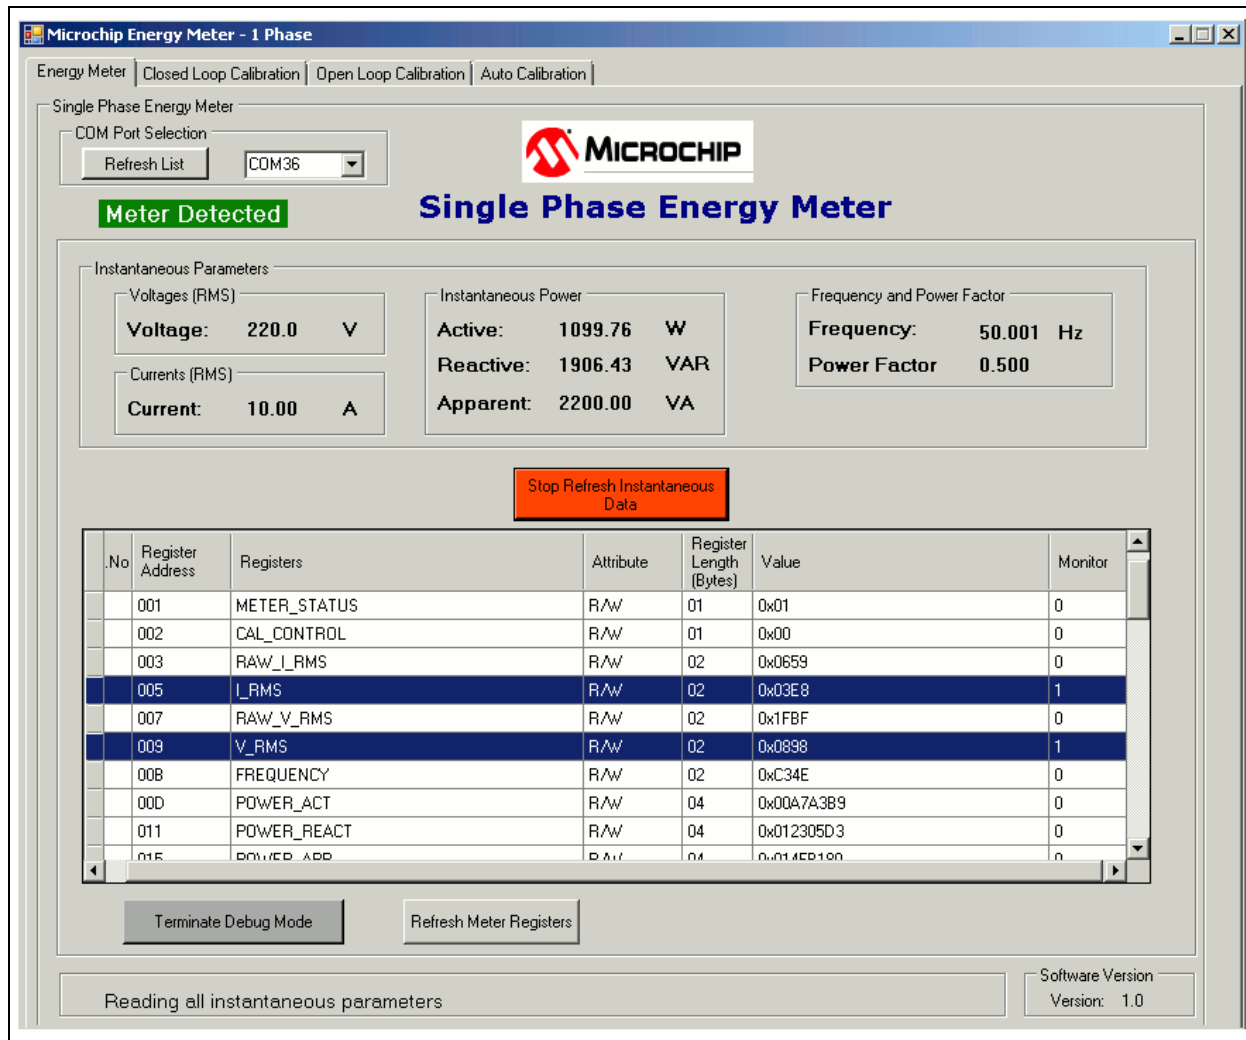 Microchip Energy Meter - 1 Phase
Energy Meter Closed Loop Calibration Open Loop Calibration Auto Calibration
Single Phase Energy Meter
COM Port Selection
Refresh List COM36
MICROCHIP
Meter Detected
Single Phase Energy Meter
Instantaneous Parameters
Voltages (RMS)
Voltage: 220.0 V
Currents (RMS)
Current: 10.00 A
Instantaneous Power
Active: 1099.76 W
Reactive: 1906.43 VAR
Apparent: 2200.00 VA
Frequency and Power Factor
Frequency: 50.001 Hz
Power Factor 0.500
Stop Refresh Instantaneous
Data
.No Register Address Registers Attribute Register Length (Bytes) Value Monitor
001 METER_STATUS R/W 01 0x01 0
002 CAL_CONTROL R/W 01 0x00 0
003 RAW_I_RMS R/W 02 0x0659 0
005 I_RMS R/W 02 0x03E8 1
007 RAW_V_RMS R/W 02 0x1FBF 0
009 V_RMS R/W 02 0x0898 1
00B FREQUENCY R/W 02 0xC34E 0
00D POWER_ACT R/W 04 0x00A7A3B9 0
011 POWER_REACT R/W 04 0x012305D3 0
015 POWER_APP R/W 04 0
Terminate Debug Mode Refresh Meter Registers
Reading all instantaneous parameters
Software Version
Version: 1.0